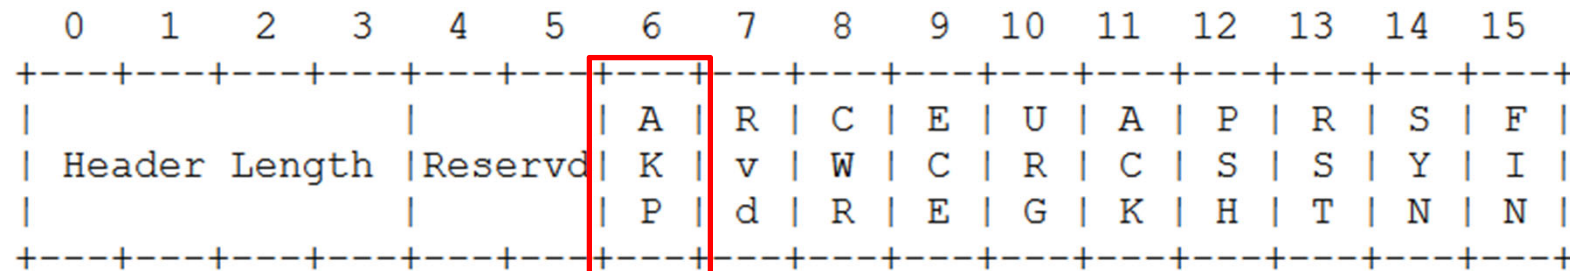 0 1 2 3 4 5 6 7 8 9 10 11 12 13 14 15
+---+---+---+---+---+---+---+---+---+---+---+---+---+---+---+---+
| | | A | R | C | E | U | A | P | R | S | F |
| Header Length |Reservd| K | v | W | C | R | C | S | S | Y | I |
| | | P | d | R | E | G | K | H | T | N | N |
+---+---+---+---+---+---+---+---+---+---+---+---+---+---+---+---+